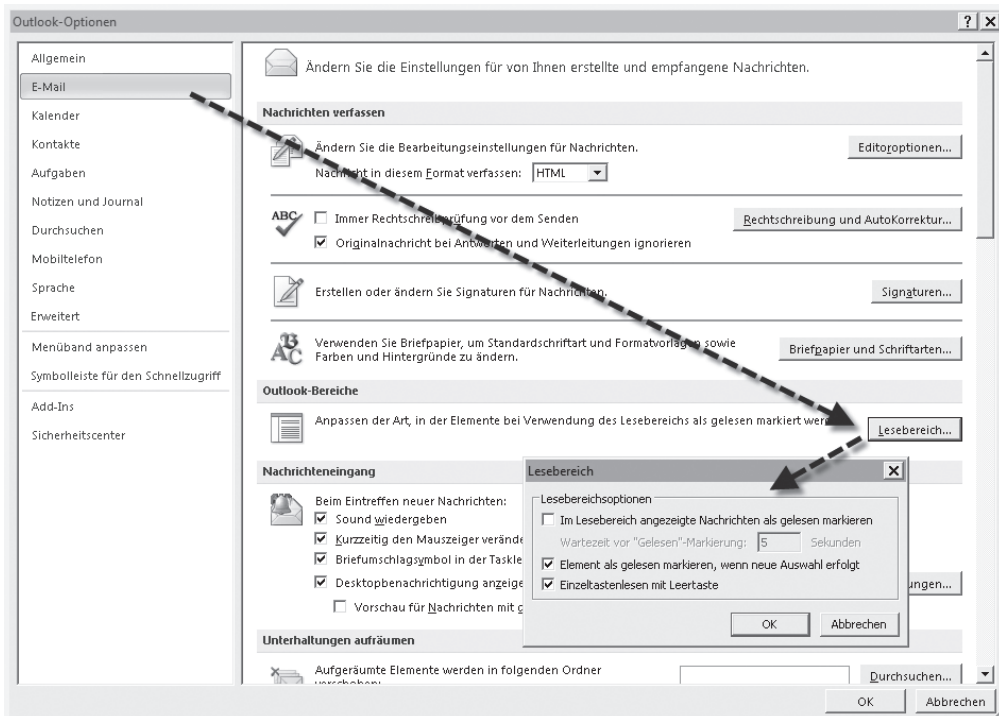 Outlook-Optionen
Allgemein
E-Mail
Kalender
Kontakte
Aufgaben
Notizen und Journal
Durchsuchen
Mobiltelefon
Sprache
Erweitert
Menüband anpassen
Symbolleiste für den Schnellzugriff
Add-Ins
Sicherheitscenter
Ändern Sie die Einstellungen für von Ihnen erstellte und empfangene Nachrichten.
Nachrichten verfassen
Ändern Sie die Bearbeitungseinstellungen für Nachrichten.
Editoroptionen...
Nachricht in diesem Format verfassen: HTML
ABC
Immer Rechtschreibprüfung vor dem Senden
Rechtschreibung und AutoKorrektur...
Originalnachricht bei Antworten und Weiterleitungen ignorieren
Erstellen oder ändern Sie Signaturen für Nachrichten.
Signaturen...
Verwenden Sie Briefpapier, um Standardschriftart und Formatvorlagen sowie
Farben und Hintergründe zu ändern.
Briefpapier und Schriftarten...
Outlook-Bereiche
Anpassen der Art, in der Elemente bei Verwendung des Lesebereichs als gelesen markiert
Lesebereich...
Nachrichteneingang
Beim Eintreffen neuer Nachrichten:
Sound wiedergeben
Kurzzeitig den Mauszeiger
Briefumschlagsymbol in der
Desktopbenachrichtigung
Vorschau für Nachrichten mit
Lesebereich
Lesebereichsoptionen
Im Lesebereich angezeigte Nachrichten als gelesen markieren
Wartezeit vor "Gelesen"-Markierung: 5 Sekunden
Element als gelesen markieren, wenn neue Auswahl erfolgt
Einzeltastenlesen mit Leertaste
OK Abbrechen
Unterhaltungen aufräumen
Aufgeräumte Elemente werden in folgenden Ordner
Durchsuchen...
OK Abbrechen